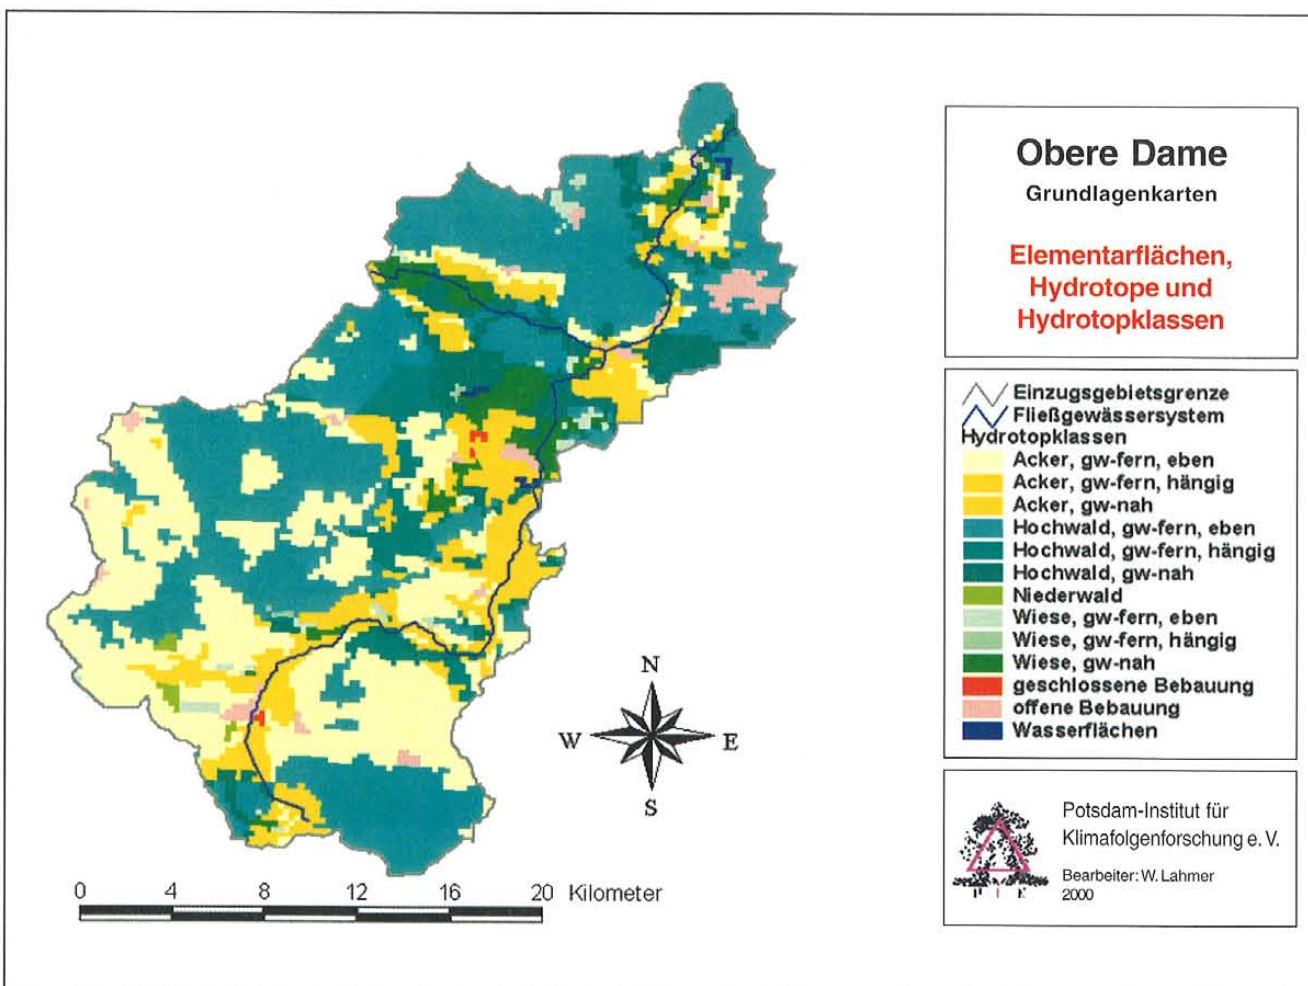 Obere Dame
Grundlagenkarten
Elementarflächen,
Hydrotope und
Hydrotopklassen
Einzugsgebietsgrenze
Fließgewässersystem
Hydrotopklassen
Acker, gw-fern, eben
Acker, gw-fern, hängig
Acker, gw-nah
Hochwald, gw-fern, eben
Hochwald, gw-fern, hängig
Hochwald, gw-nah
Niederwald
Wiese, gw-fern, eben
Wiese, gw-fern, hängig
Wiese, gw-nah
geschlossene Bebauung
offene Bebauung
Wasserflächen
N
W E
S
0 4 8 12 16 20 Kilometer
Potsdam-Institut für
Klimafolgenforschung e. V.
Bearbeiter: W. Lahmer
2000